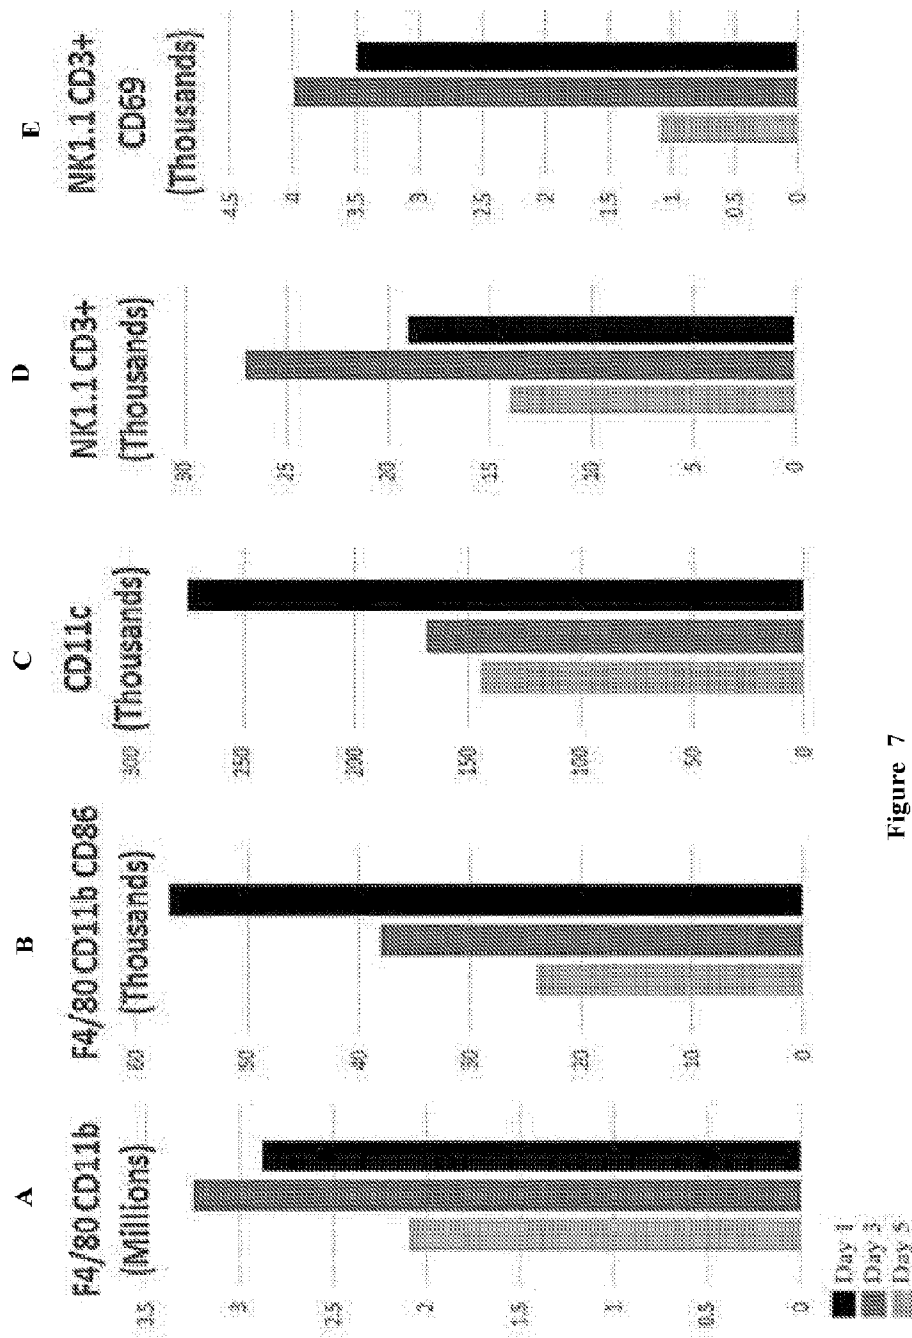 A
F4/80 CD11b
(Millions)
3.5
3
2.5
2
1.5
1
0.5
0
B
F4/80 CD11b CD86
(Thousands)
60
50
40
30
20
10
0
C
CD11c
(Thousands)
300
250
200
150
100
50
0
D
NK1.1 CD3+
(Thousands)
30
25
20
15
10
5
0
E
NK1.1 CD3+
CD69
(Thousands)
4.5
4
3.5
3
2.5
2
1.5
1
0.5
0
Day 1
Day 3
Day 5
Figure 7